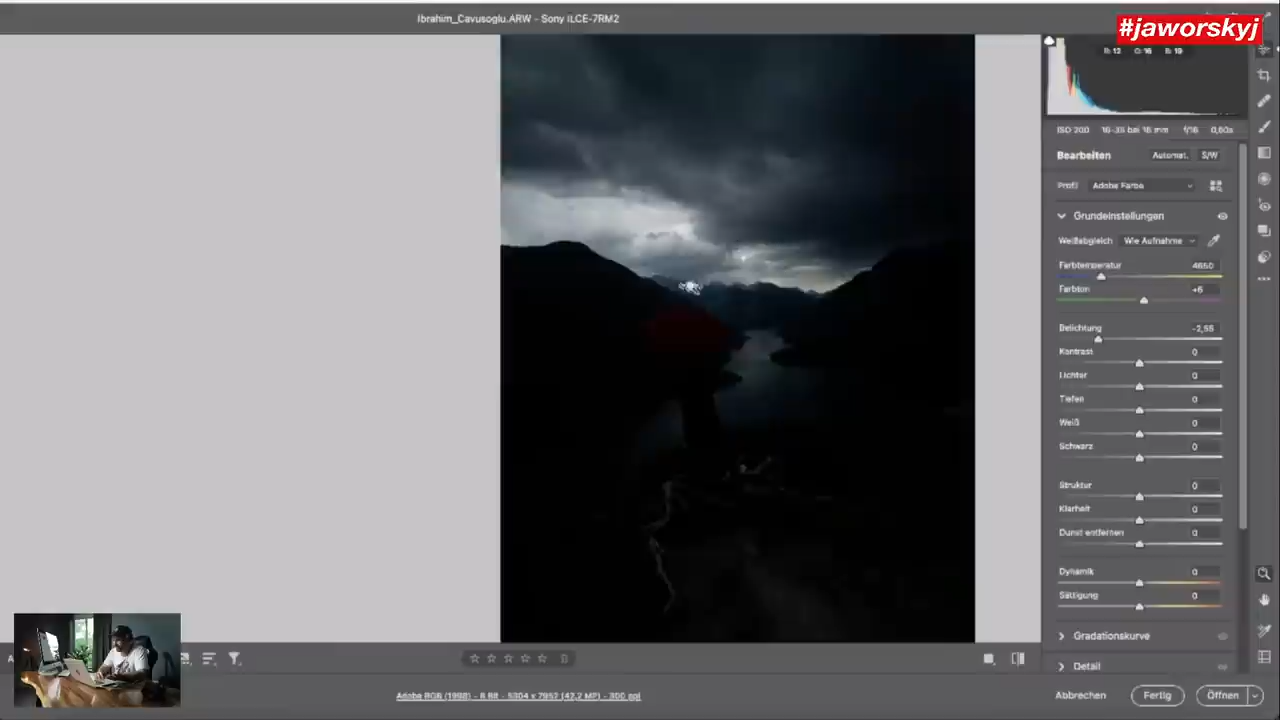 Ibrahim_Cavusoglu.ARW - Sony ILCE-7RM2
#jaworskyj
R: 12 G: 16 B: 19
ISO 200 16-35 bei 16 mm f/16 0,60s
Bearbeiten Automat. S/W
Profil Adobe Farbe
Grundeinstellungen
Weißabgleich Wie Aufnahme
Farbtemperatur 4650
Farbton +6
Belichtung -2,55
Kontrast 0
Lichter 0
Tiefen 0
Weiß 0
Schwarz 0
Struktur 0
Klarheit 0
Dunst entfernen 0
Dynamik 0
Sättigung 0
Gradationskurve
Detail
Adobe RGB (1998) - 8 Bit - 5304 x 7952 (42,2 MP) - 300 ppi
Abbrechen Fertig Öffnen